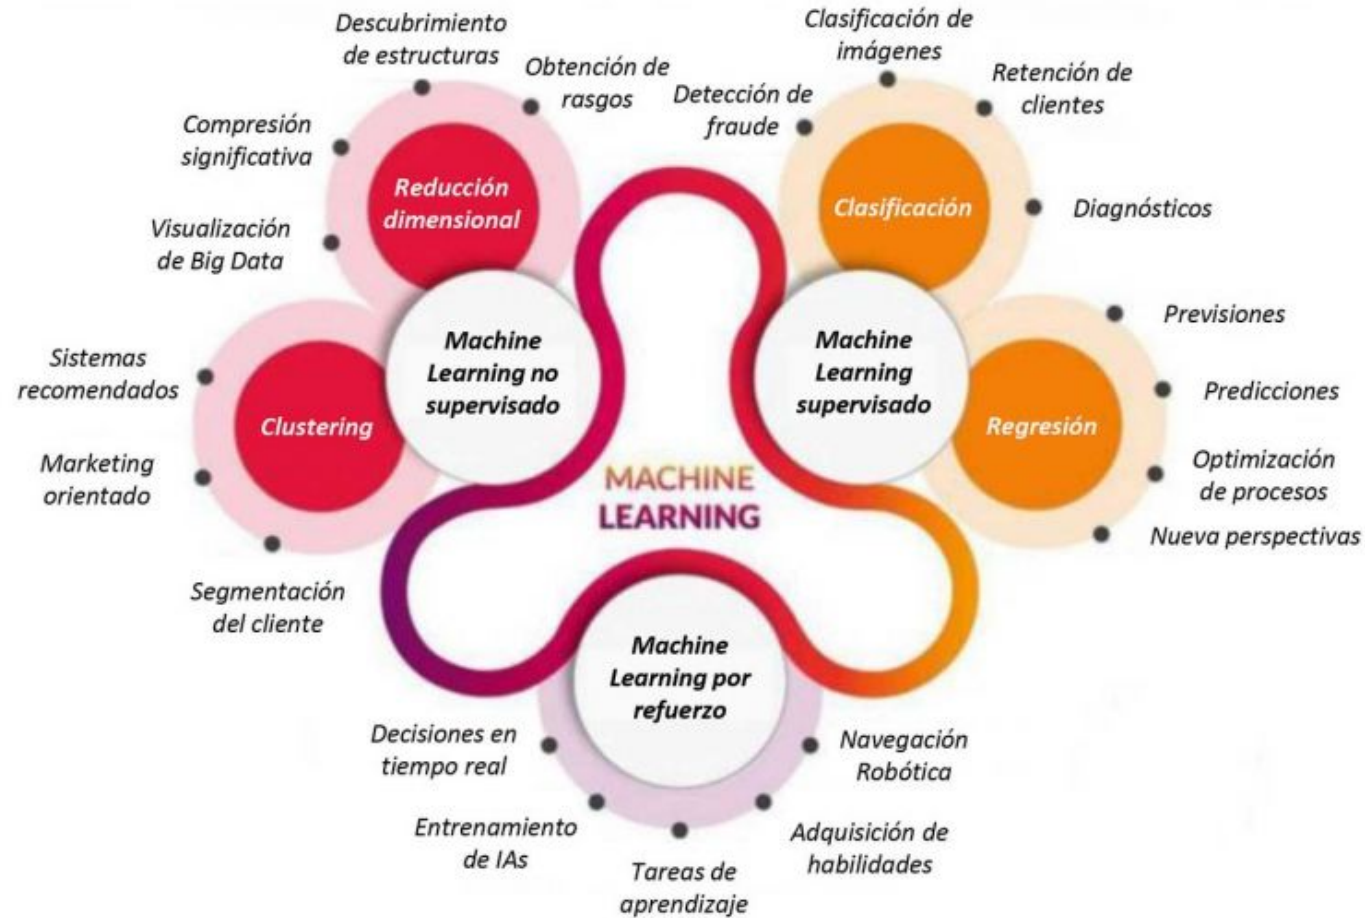 Descubrimiento
de estructuras
Obtención de
rasgos
Compresión
significativa
Visualización
de Big Data
Reducción
dimensional
Sistemas
recomendados
Marketing
orientado
Segmentación
del cliente
Clustering
Machine
Learning no
supervisado
Clasificación de
imágenes
Detección de
fraude
Retención de
clientes
Diagnósticos
Clasificación
Machine
Learning
supervisado
Previsiones
Predicciones
Optimización
de procesos
Nueva perspectivas
Regresión
MACHINE
LEARNING
Machine
Learning por
refuerzo
Decisiones en
tiempo real
Entrenamiento
de IAs
Tareas de
aprendizaje
Adquisición de
habilidades
Navegación
Robótica